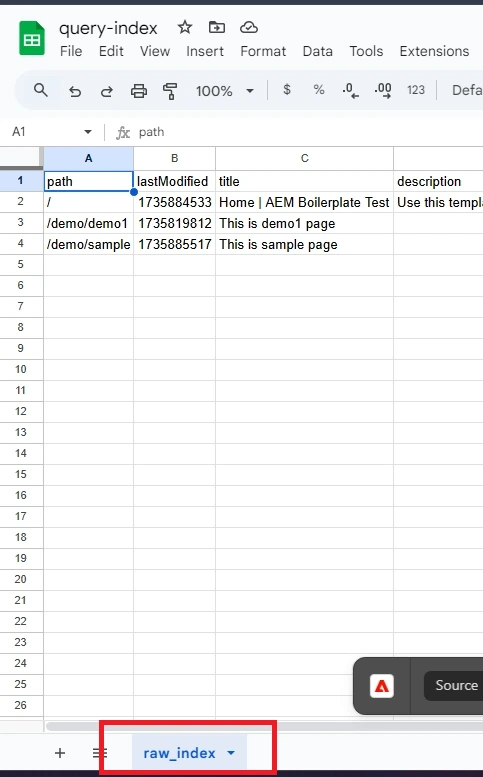 query-index
File Edit View Insert Format Data Tools Extensions
100% $ % .0 .00 123 Defa
A1 fx path
A B C
1 path lastModified title description
2 / 1735884533 Home | AEM Boilerplate Test Use this templ
3 /demo/demo1 1735819812 This is demo1 page
4 /demo/sample 1735885517 This is sample page
5
6
7
8
9
10
11
12
13
14
15
16
17
18
19
20
21
22
23
24
25
26
Source
+ raw_index